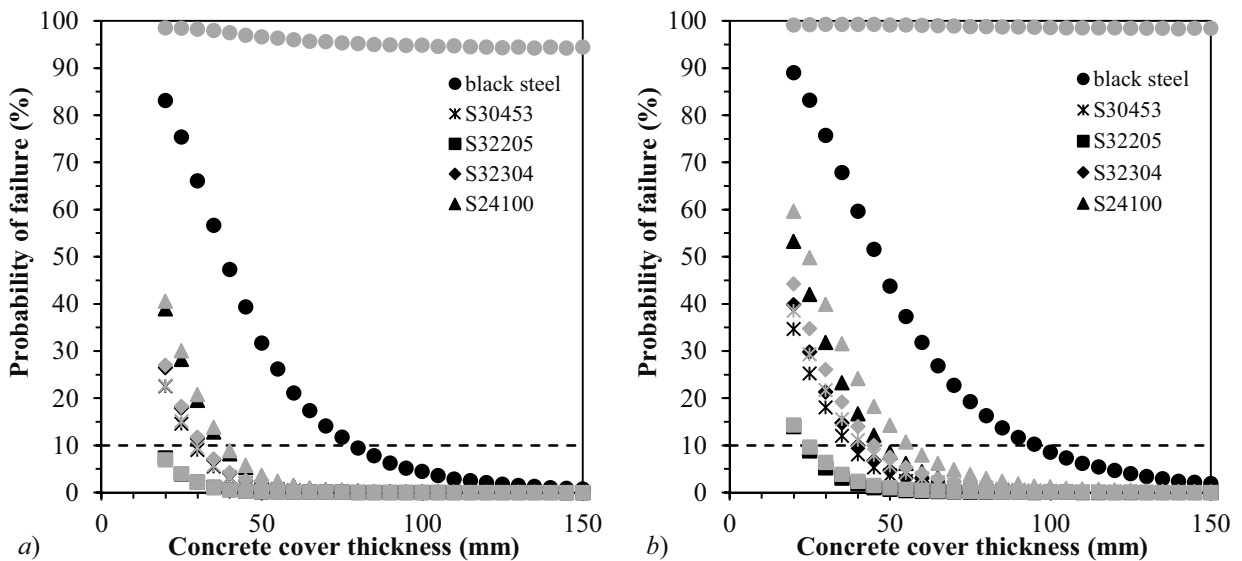 Probability of failure (%)
100
90
80
70
60
50
40
30
20
10
0
black steel
S30453
S32205
S32304
S24100
0
50
100
150
a)
Concrete cover thickness (mm)
Probability of failure (%)
100
90
80
70
60
50
40
30
20
10
0
black steel
S30453
S32205
S32304
S24100
0
50
100
150
b)
Concrete cover thickness (mm)